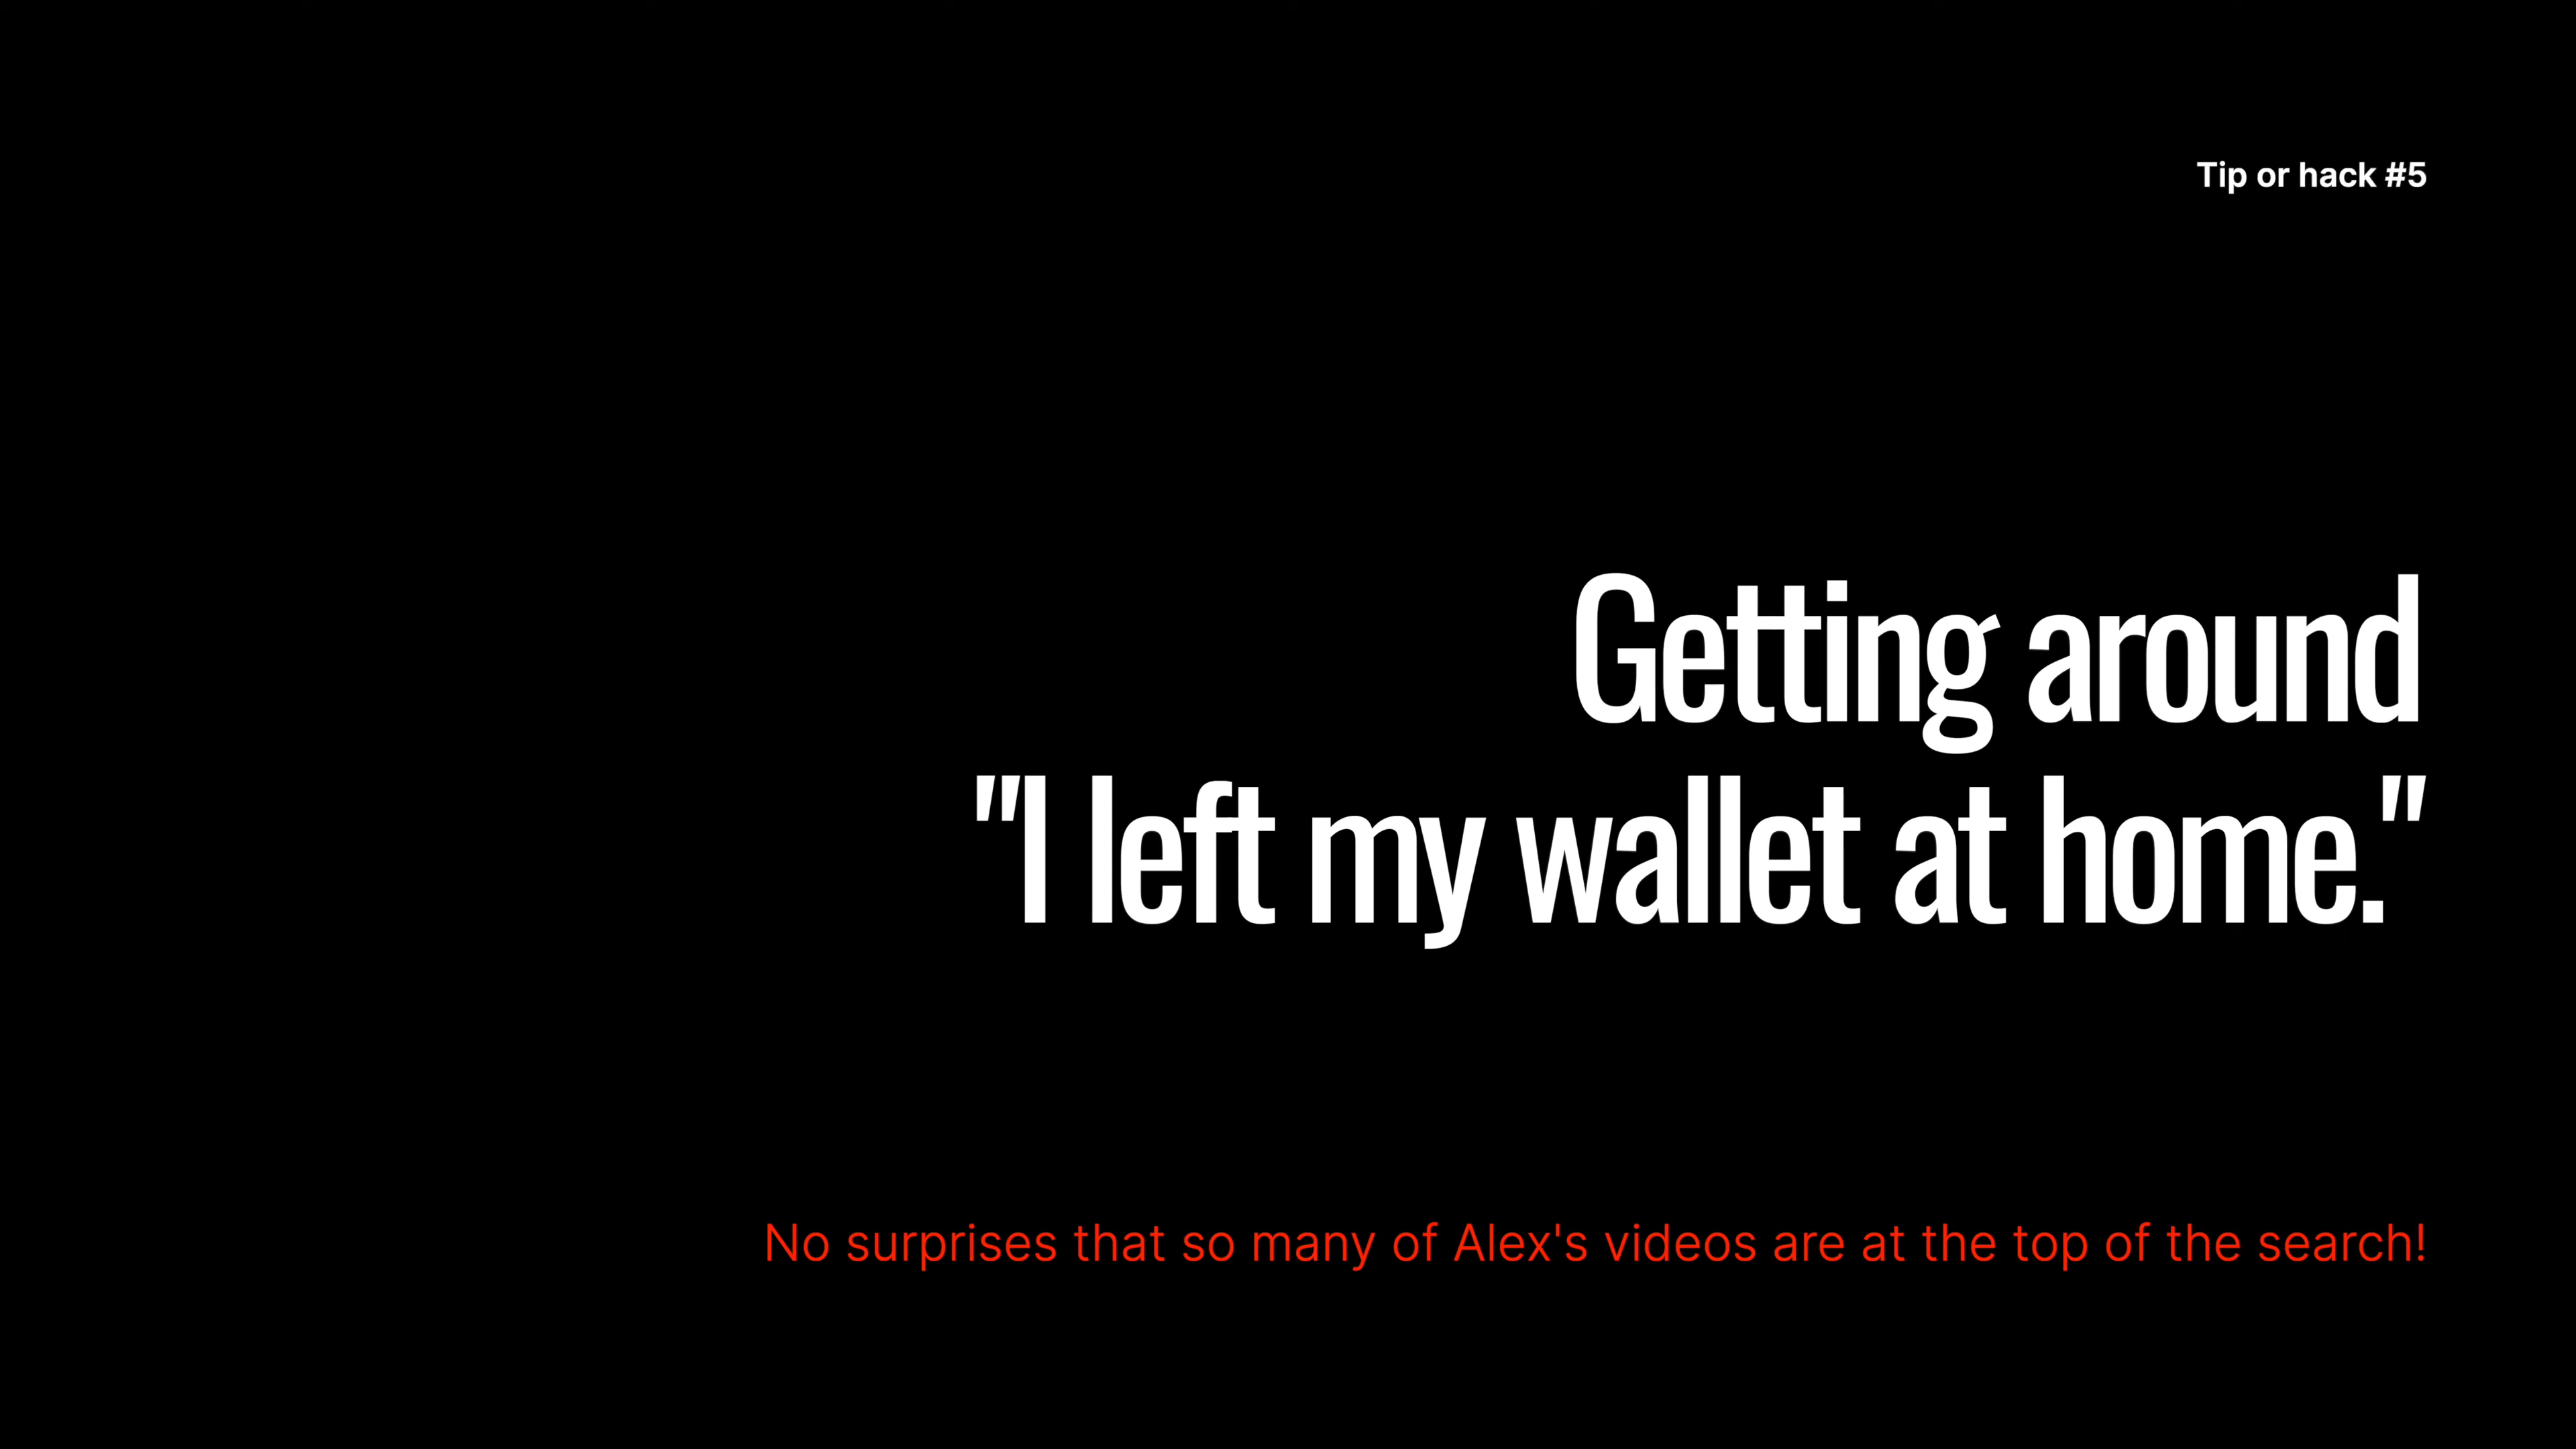 Tip or hack #5
Getting around
"I left my wallet at home."
No surprises that so many of Alex's videos are at the top of the search!